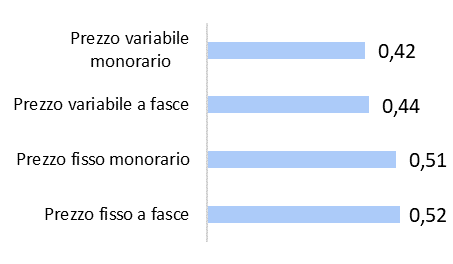 Prezzo variabile
monorario
0,42
Prezzo variabile a fasce
0,44
Prezzo fisso monorario
0,51
Prezzo fisso a fasce
0,52